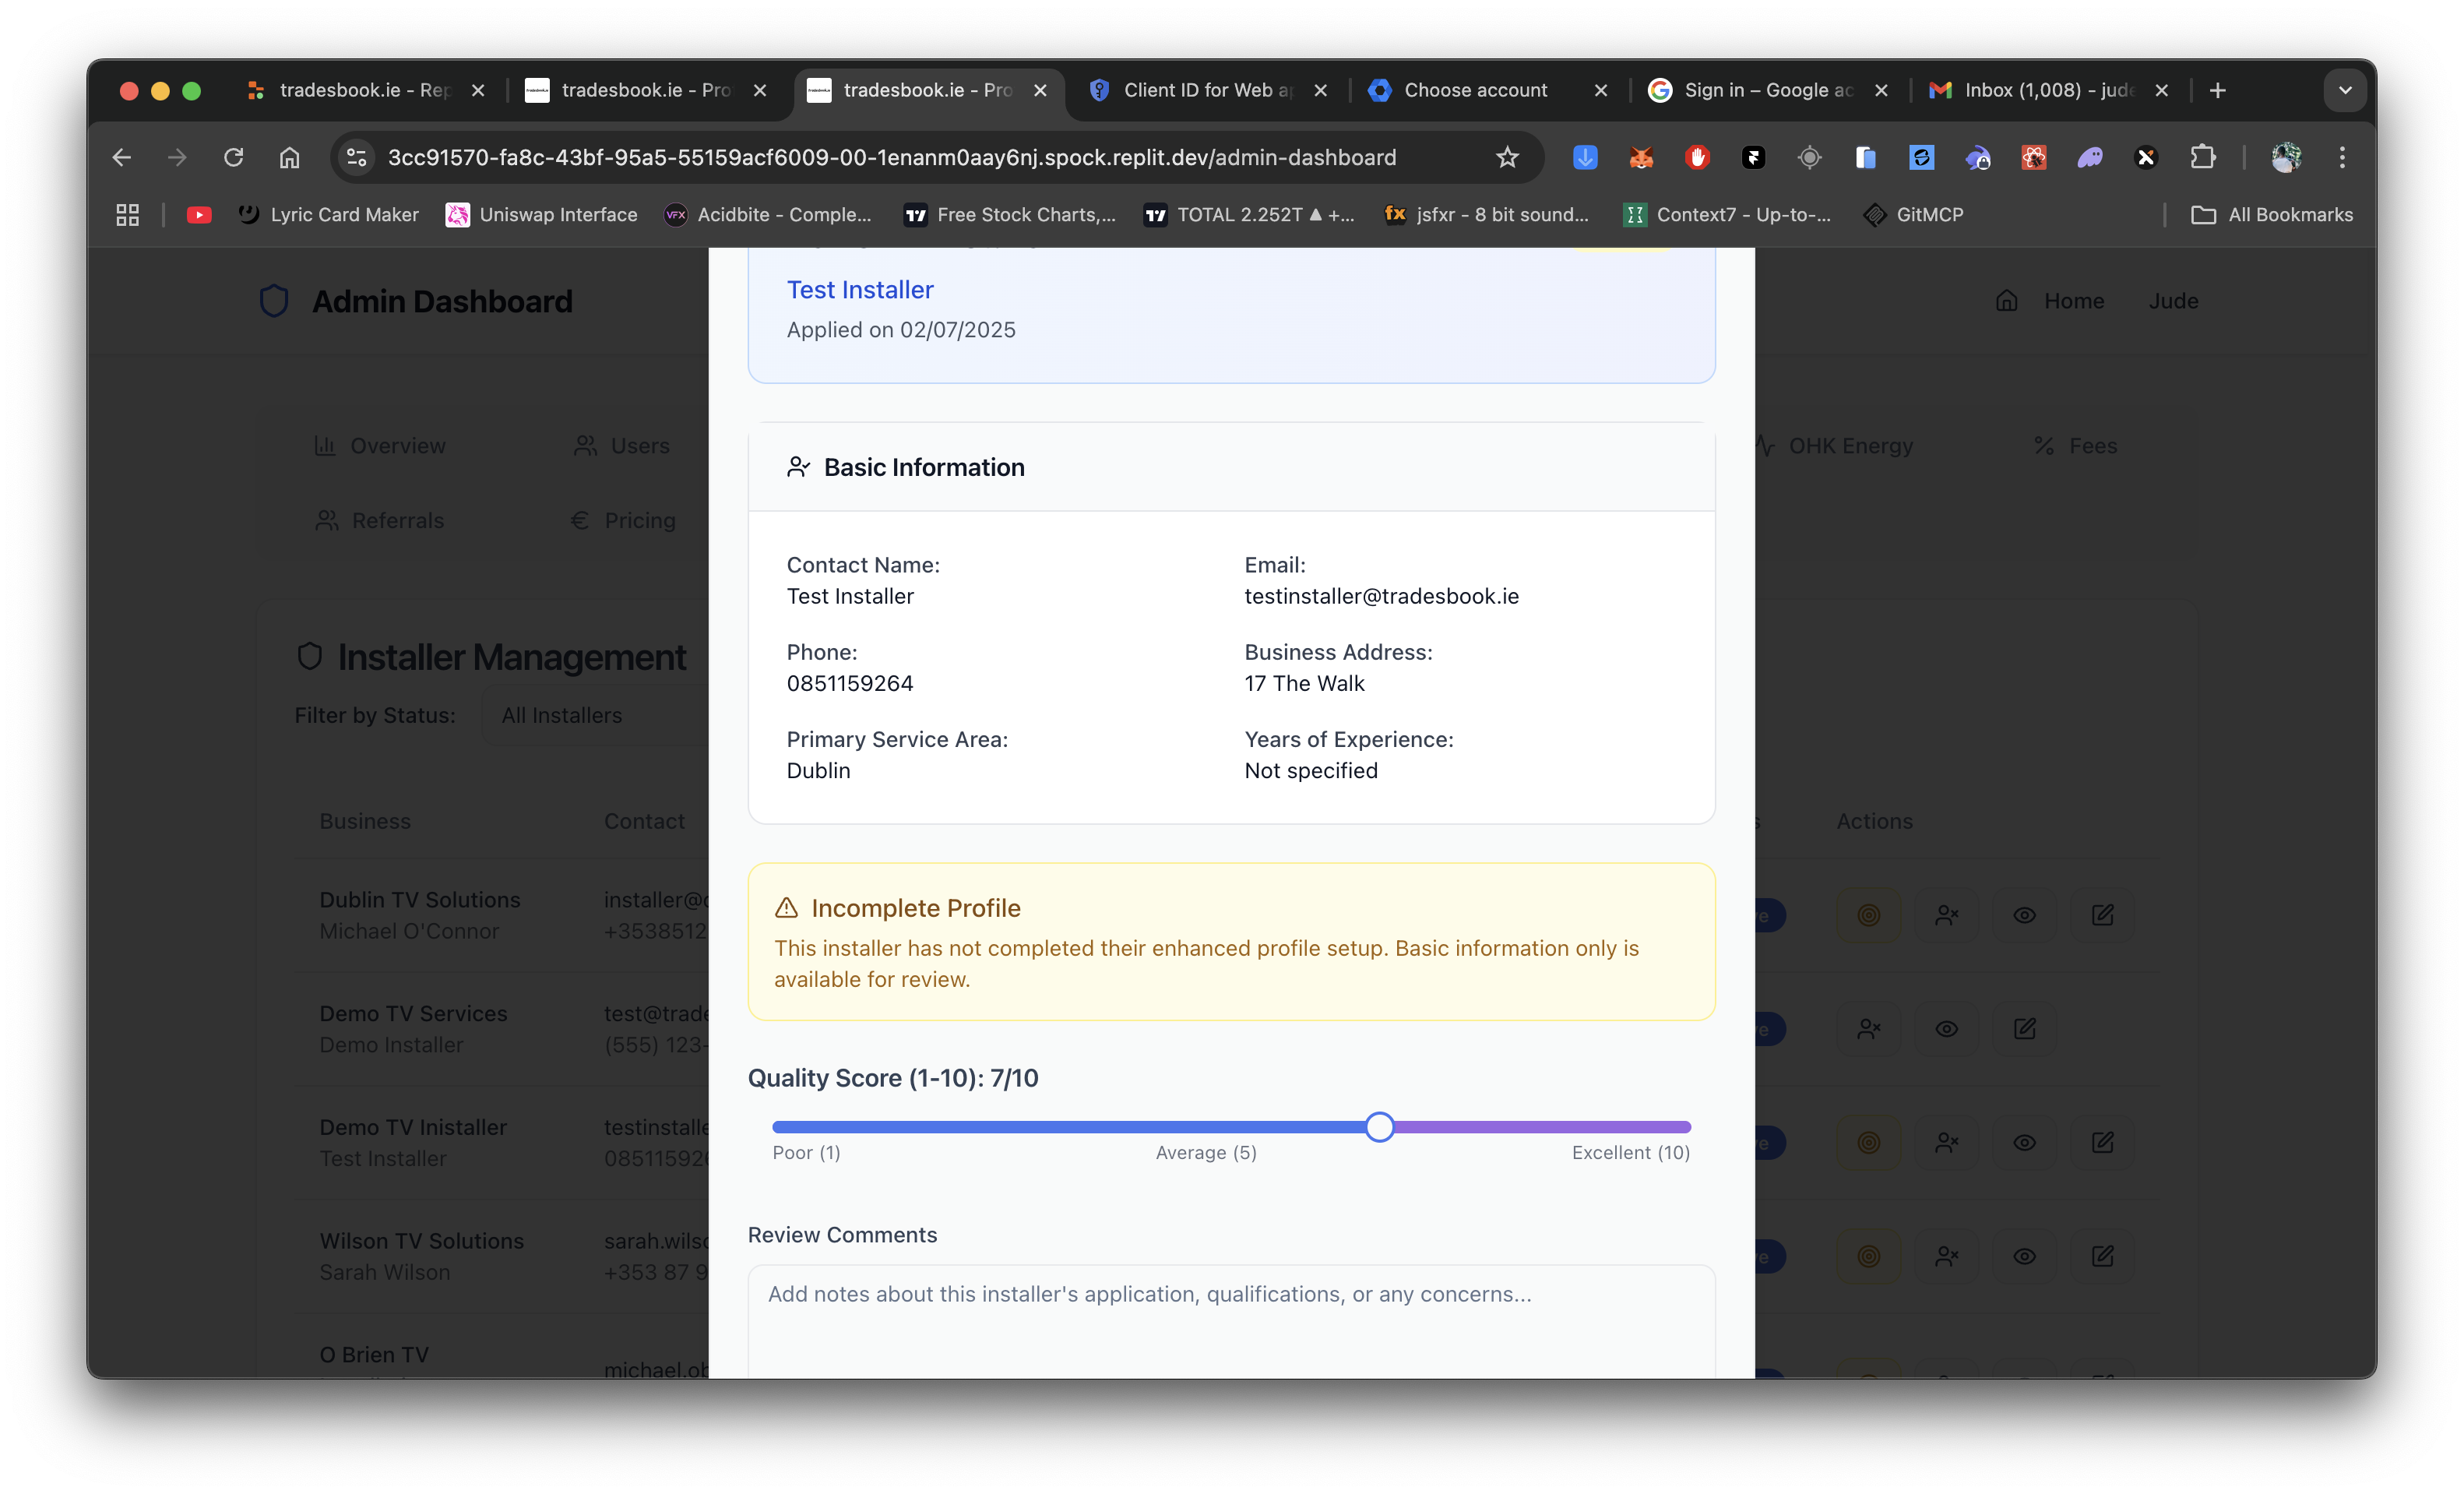 tradesbook.ie - Rep
tradesbook.ie - Pro
tradesbook.ie - Pro
Client ID for Web ap
Choose account
Sign in – Google ac
Inbox (1,008) - jude
3cc91570-fa8c-43bf-95a5-55159acf6009-00-1enanm0aay6nj.spock.replit.dev/admin-dashboard
Lyric Card Maker
Uniswap Interface
VFX
Acidbite - Comple...
Free Stock Charts,...
TOTAL 2.252T ▲ +...
fx
jsfxr - 8 bit sound...
Context7 - Up-to-...
GitMCP
All Bookmarks
Admin Dashboard
Home
Jude
Overview
Users
OHK Energy
% Fees
Referrals
€ Pricing
Installer Management
Filter by Status:
All Installers
Business
Contact
s
Actions
Dublin TV Solutions
Michael O'Connor
installer@
+3538512
ve
Demo TV Services
Demo Installer
test@trade
(555) 123-
ve
Demo TV Inistaller
Test Installer
testinstalle
085115926
ve
Wilson TV Solutions
Sarah Wilson
sarah.wils
+353 87 9
ve
O Brien TV
michael.ob
Test Installer
Applied on 02/07/2025
Basic Information
Contact Name:
Test Installer
Email:
testinstaller@tradesbook.ie
Phone:
0851159264
Business Address:
17 The Walk
Primary Service Area:
Dublin
Years of Experience:
Not specified
Incomplete Profile
This installer has not completed their enhanced profile setup. Basic information only is
available for review.
Quality Score (1-10): 7/10
Poor (1)
Average (5)
Excellent (10)
Review Comments
Add notes about this installer's application, qualifications, or any concerns...